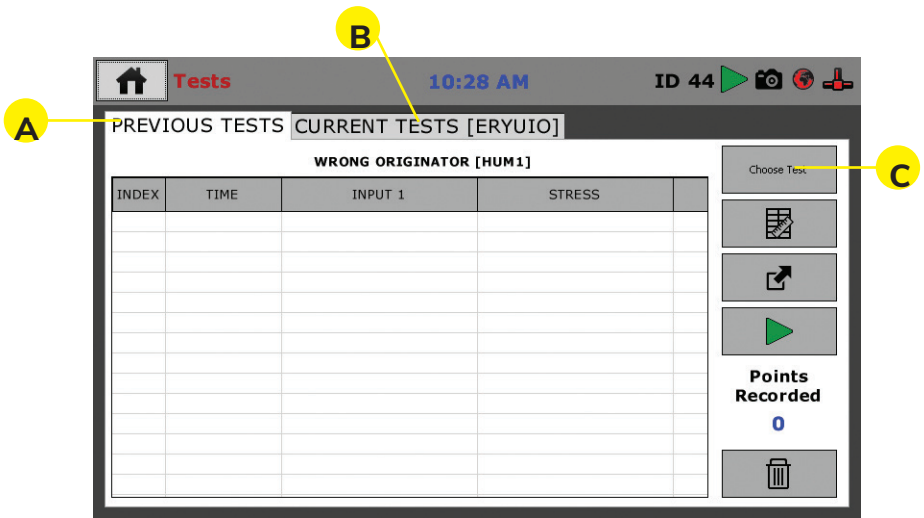 B
Tests 10:28 AM ID 44
A
PREVIOUS TESTS CURRENT TESTS [ERYUIO]
WRONG ORIGINATOR [HUM1]
Choose Test
C
INDEX TIME INPUT 1 STRESS
Points
Recorded
0